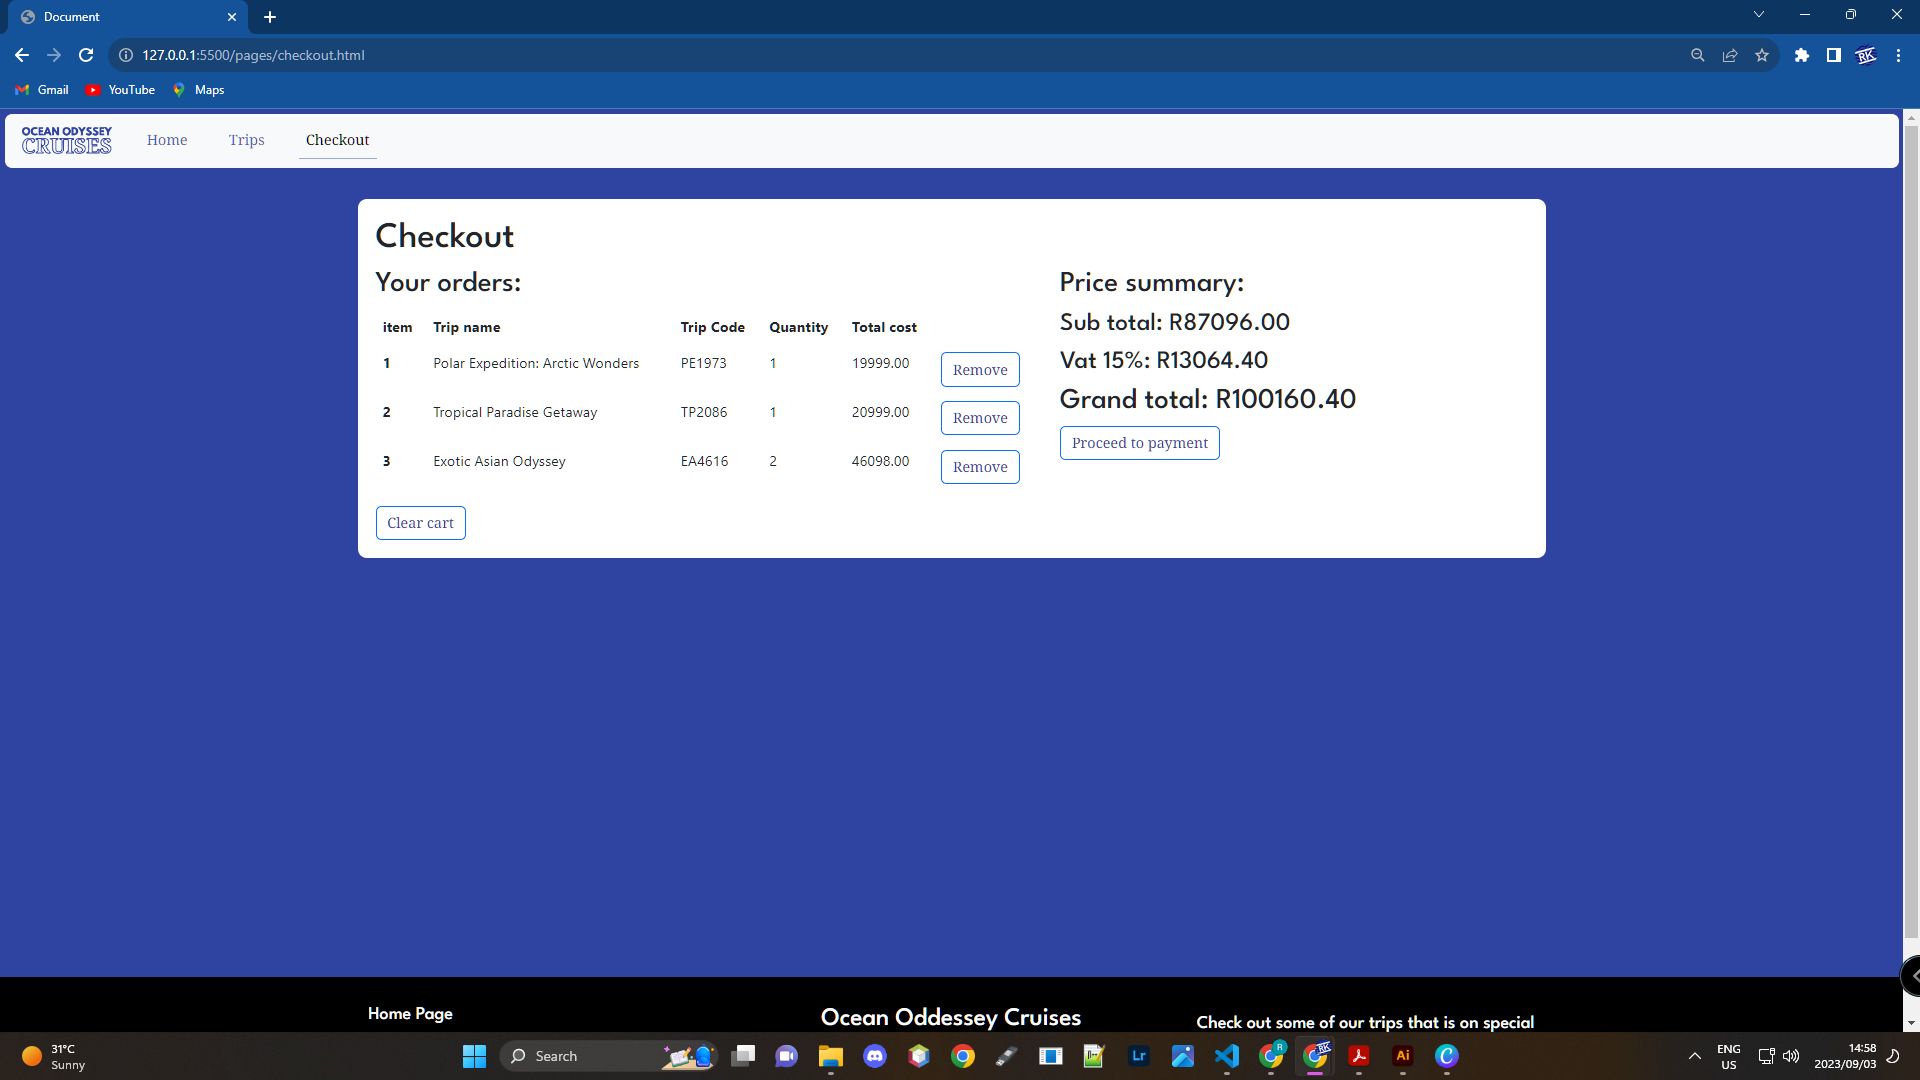 Document
127.0.0.1:5500/pages/checkout.html
RK
Gmail YouTube Maps
OCEAN ODYSSEY
CRUISES
Home Trips Checkout
Checkout
Your orders:
item Trip name Trip Code Quantity Total cost
1 Polar Expedition: Arctic Wonders PE1973 1 19999.00 Remove
2 Tropical Paradise Getaway TP2086 1 20999.00 Remove
3 Exotic Asian Odyssey EA4616 2 46098.00 Remove
Clear cart
Price summary:
Sub total: R87096.00
Vat 15%: R13064.40
Grand total: R100160.40
Proceed to payment
Home Page
Ocean Oddessey Cruises
Check out some of our trips that is on special
31°C
Sunny
Search
Lr
R
RK
Ai
C
ENG
US
14:58
2023/09/03